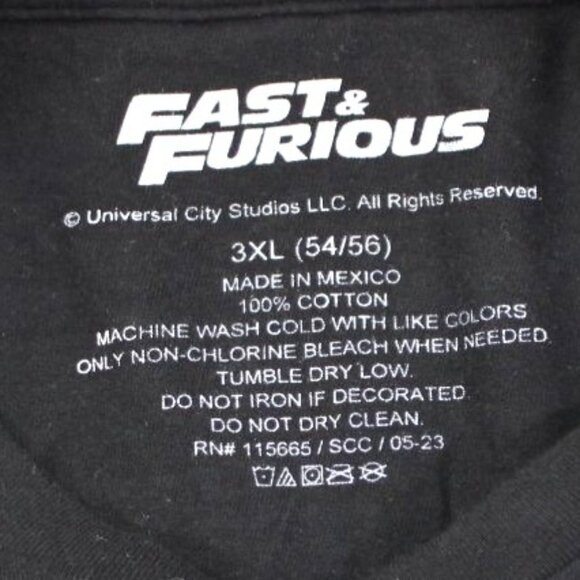 FAST &
FURIOUS
© Universal City Studios LLC. All Rights Reserved.
3XL (54/56)
MADE IN MEXICO
100% COTTON
MACHINE WASH COLD WITH LIKE COLORS
ONLY NON-CHLORINE BLEACH WHEN NEEDED.
TUMBLE DRY LOW.
DO NOT IRON IF DECORATED
DO NOT DRY CLEAN.
RN# 115665 / SCC / 05-23